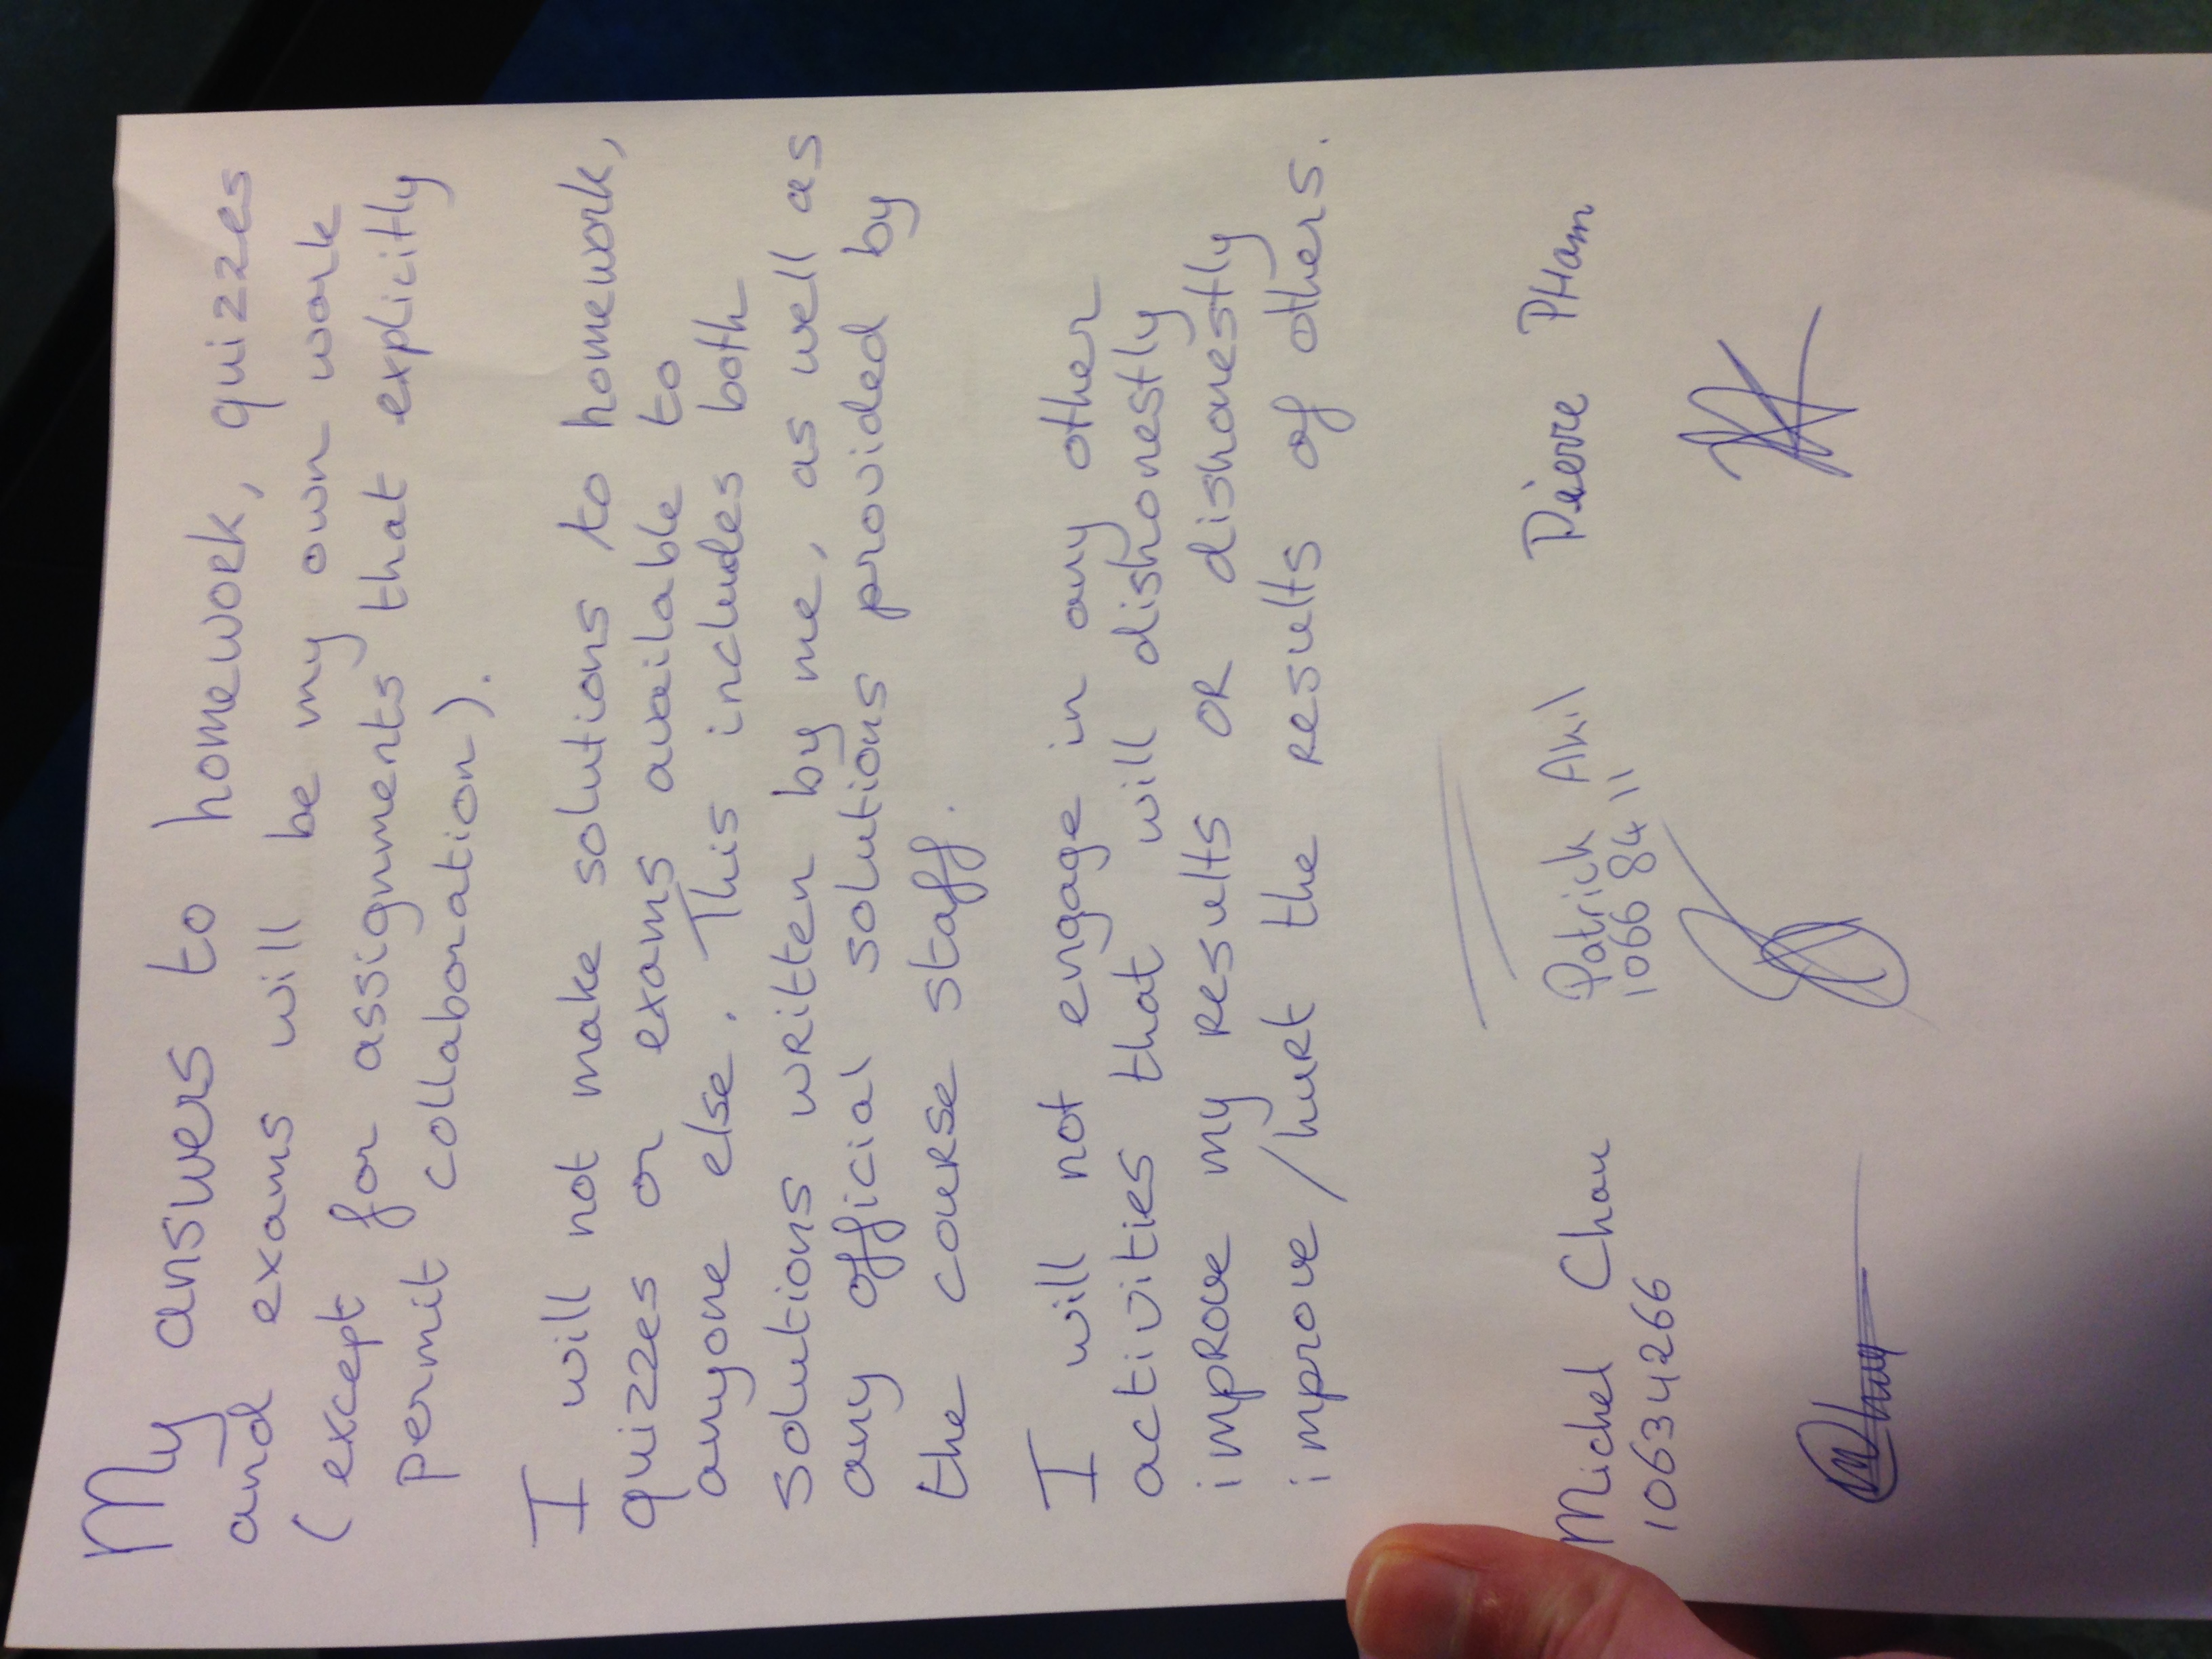 My answers to homework, quizzes
and exams will be my own work
(except for assignments that explicitly
permit collaboration).
I will not make solutions to homework,
quizzes or exams available to
anyone else. This includes both
solutions written by me, as well as
any official solutions provided by
the course staff.
I will not engage in any other
activities that will dishonestly
improve my results or dishonestly
improve/hurt the results of others.
Michel Chau Patrick Akil Pierre PHam
10634266 10668411